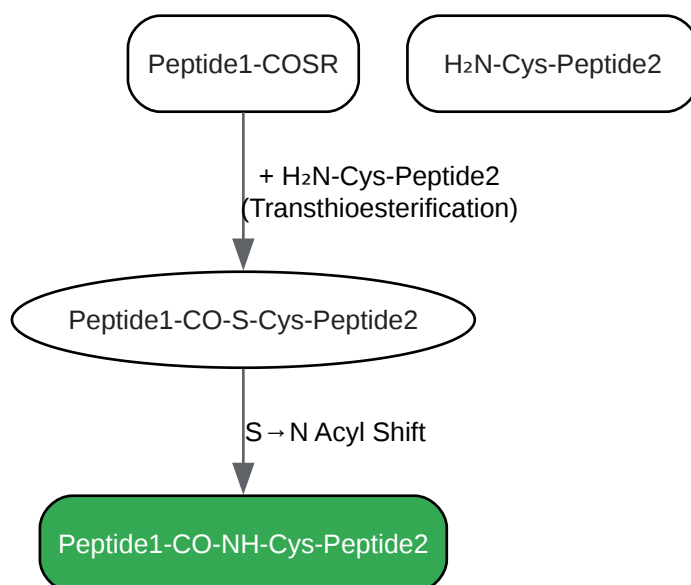 Peptide1-COSR
H₂N-Cys-Peptide2
+ H₂N-Cys-Peptide2
(Transthioesterification)
Peptide1-CO-S-Cys-Peptide2
S→N Acyl Shift
Peptide1-CO-NH-Cys-Peptide2